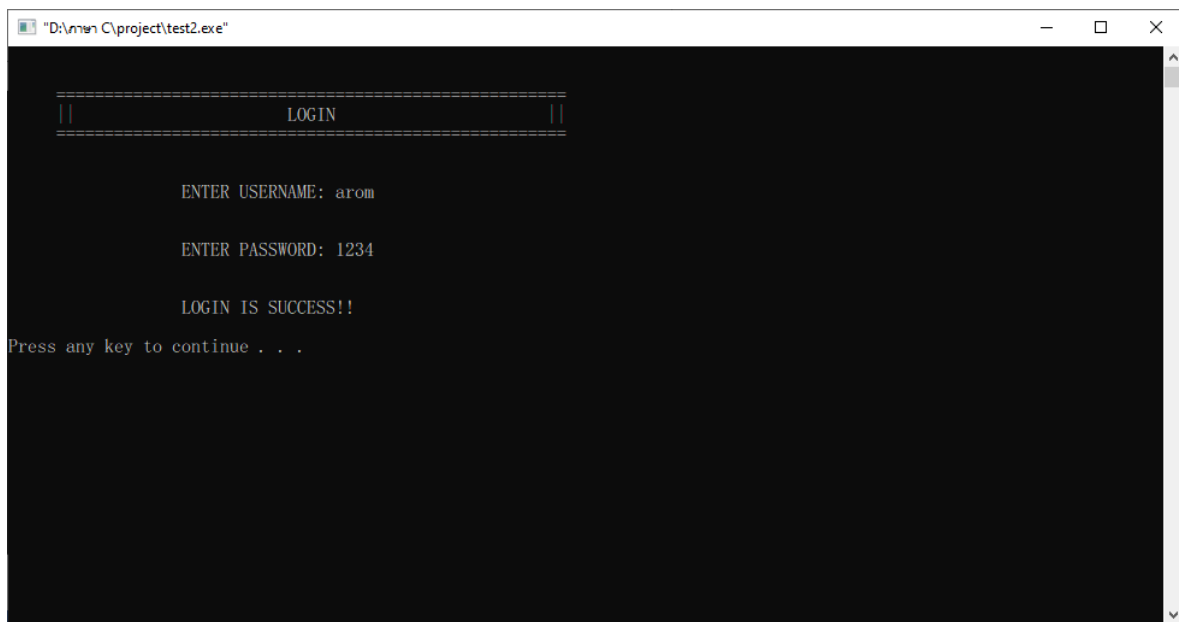 "D:\ภาษา C\project\test2.exe"
=====================================================
|| LOGIN ||
=====================================================
ENTER USERNAME: arom
ENTER PASSWORD: 1234
LOGIN IS SUCCESS!!
Press any key to continue . . .